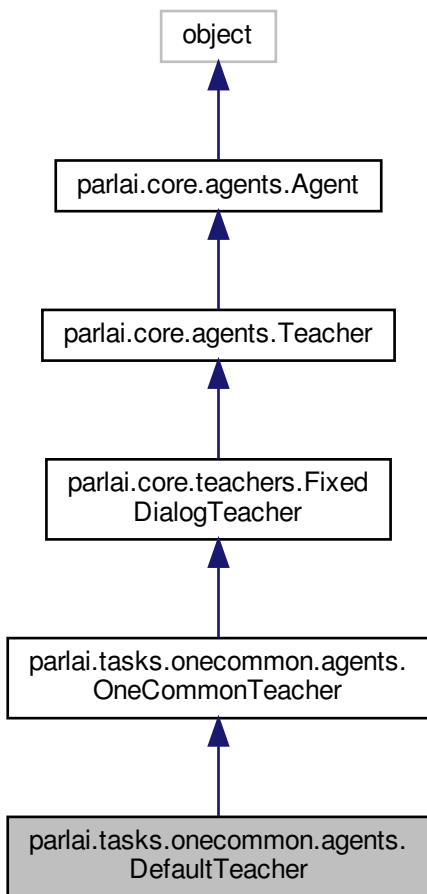 object
parlai.core.agents.Agent
parlai.core.agents.Teacher
parlai.core.teachers.Fixed
DialogTeacher
parlai.tasks.onecommon.agents.
OneCommonTeacher
parlai.tasks.onecommon.agents.
DefaultTeacher